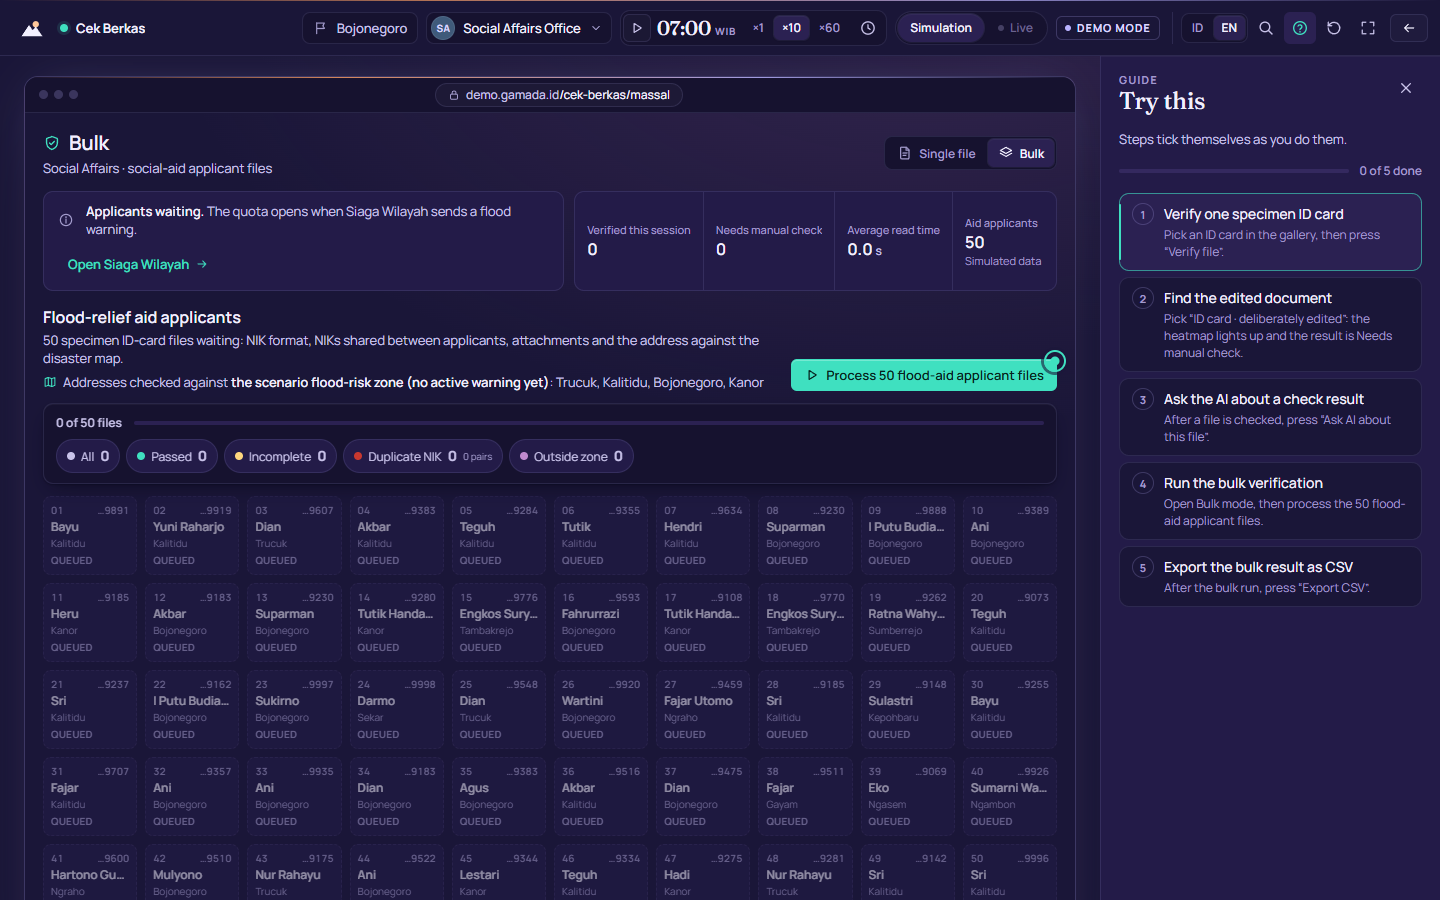 Cek Berkas
Bojonegoro
SA Social Affairs Office
07:00 WIB ×1 ×10 ×60
Simulation Live
DEMO MODE
ID EN
demo.gamada.id/cek-berkas/massal
Bulk
Social Affairs · social-aid applicant files
Single file Bulk
Applicants waiting. The quota opens when Siaga Wilayah sends a flood
warning.
Open Siaga Wilayah →
Verified this session
0
Needs manual check
0
Average read time
0.0 s
Aid applicants
50
Simulated data
Flood-relief aid applicants
50 specimen ID-card files waiting: NIK format, NIKs shared between applicants, attachments and the address against the
disaster map.
Addresses checked against the scenario flood-risk zone (no active warning yet): Trucuk, Kalitidu, Bojonegoro, Kanor
Process 50 flood-aid applicant files
0 of 50 files
All 0 Passed 0 Incomplete 0 Duplicate NIK 0 0 pairs Outside zone 0
01 …9891 02 …9919 03 …9607 04 …9383 05 …9284 06 …9355 07 …9634 08 …9230 09 …9888 10 …9389
Bayu Yuni Raharjo Dian Akbar Teguh Tutik Hendri Suparman I Putu Budia… Ani
Kalitidu Kalitidu Trucuk Kalitidu Kalitidu Kalitidu Kalitidu Bojonegoro Bojonegoro Bojonegoro
QUEUED QUEUED QUEUED QUEUED QUEUED QUEUED QUEUED QUEUED QUEUED QUEUED
11 …9185 12 …9183 13 …9230 14 …9280 15 …9776 16 …9593 17 …9108 18 …9770 19 …9262 20 …9073
Heru Akbar Suparman Tutik Handa… Engkos Sury… Fahrurrazi Tutik Handa… Engkos Sury… Ratna Wahy… Teguh
Kanor Bojonegoro Bojonegoro Kanor Tambakrejo Bojonegoro Kanor Tambakrejo Sumberrejo Kalitidu
QUEUED QUEUED QUEUED QUEUED QUEUED QUEUED QUEUED QUEUED QUEUED QUEUED
21 …9237 22 …9162 23 …9997 24 …9998 25 …9548 26 …9920 27 …9459 28 …9185 29 …9148 30 …9255
Sri I Putu Budia… Sukirno Darmo Dian Wartini Fajar Utomo Sri Sulastri Bayu
Kalitidu Bojonegoro Bojonegoro Sekar Trucuk Bojonegoro Ngraho Kalitidu Kepohbaru Kalitidu
QUEUED QUEUED QUEUED QUEUED QUEUED QUEUED QUEUED QUEUED QUEUED QUEUED
31 …9707 32 …9357 33 …9935 34 …9183 35 …9383 36 …9516 37 …9475 38 …9511 39 …9069 40 …9926
Fajar Ani Ani Dian Agus Akbar Dian Fajar Eko Sumarni Wa…
Kalitidu Bojonegoro Bojonegoro Bojonegoro Bojonegoro Kalitidu Bojonegoro Gayam Ngasem Ngambon
QUEUED QUEUED QUEUED QUEUED QUEUED QUEUED QUEUED QUEUED QUEUED QUEUED
41 …9600 42 …9510 43 …9175 44 …9522 45 …9344 46 …9334 47 …9275 48 …9281 49 …9142 50 …9996
Hartono Gu… Mulyono Nur Rahayu Ani Lestari Teguh Hadi Nur Rahayu Sri Sri
Ngraho Kalitidu Trucuk Bojonegoro Kanor Kalitidu Kanor Trucuk Kalitidu Kalitidu
GUIDE
Try this
Steps tick themselves as you do them.
0 of 5 done
1 Verify one specimen ID card
Pick an ID card in the gallery, then press
"Verify file".
2 Find the edited document
Pick "ID card · deliberately edited": the
heatmap lights up and the result is Needs
manual check.
3 Ask the AI about a check result
After a file is checked, press "Ask AI about
this file".
4 Run the bulk verification
Open Bulk mode, then process the 50 flood-
aid applicant files.
5 Export the bulk result as CSV
After the bulk run, press "Export CSV".